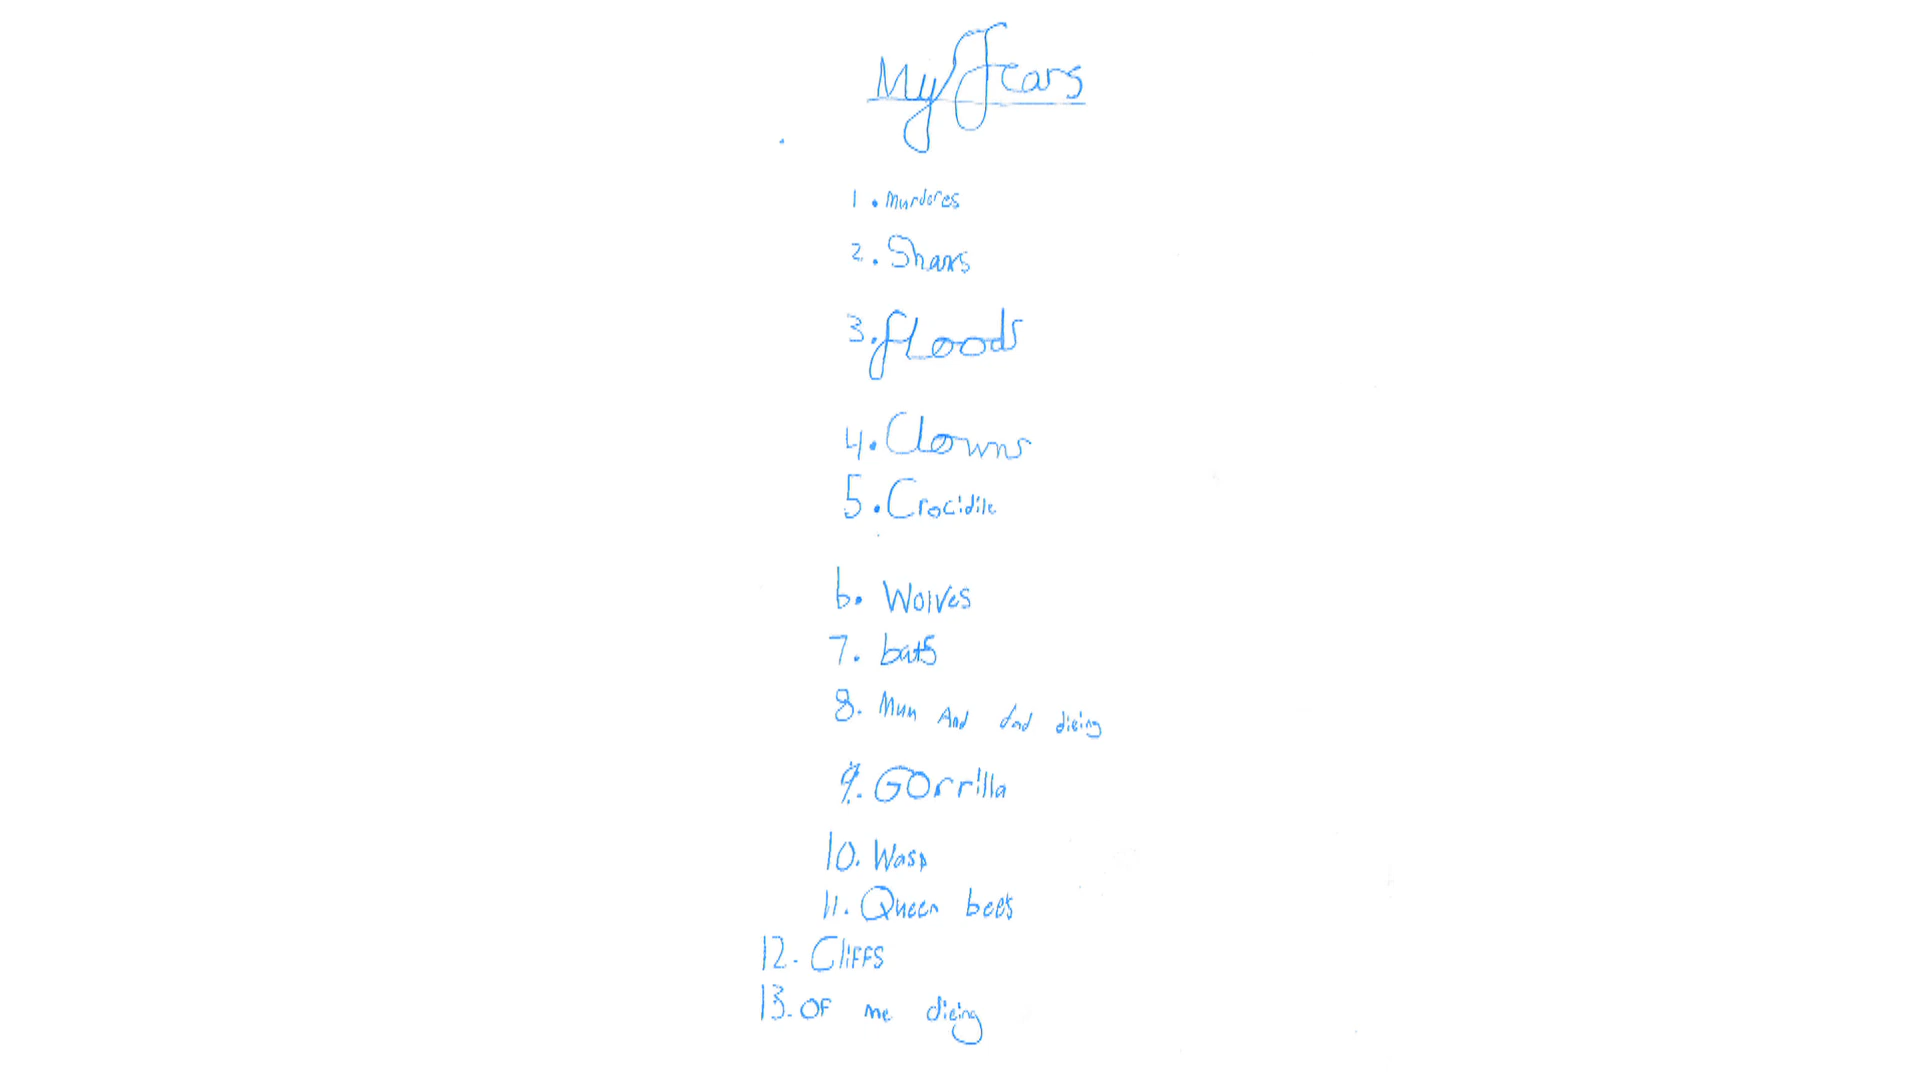 My Fears
1. Murdores
2. Sharks
3. fLoods
4. Clowns
5. Crocidile
6. Wolves
7. bats
8. Mum And dad dieing
9. GOrrilla
10. Wasp
11. Queen bees
12. CliFFS
13. OF me dieing